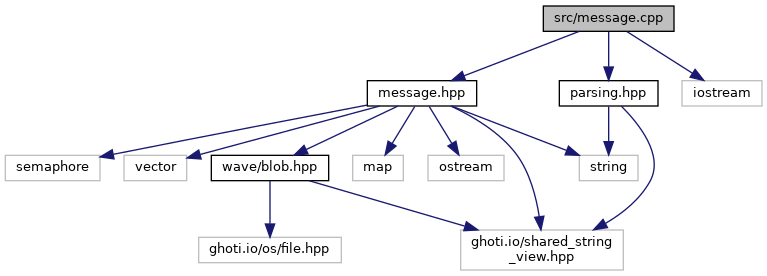 src/message.cpp
message.hpp
parsing.hpp
iostream
semaphore
vector
wave/blob.hpp
map
ostream
string
ghoti.io/os/file.hpp
ghoti.io/shared_string
_view.hpp